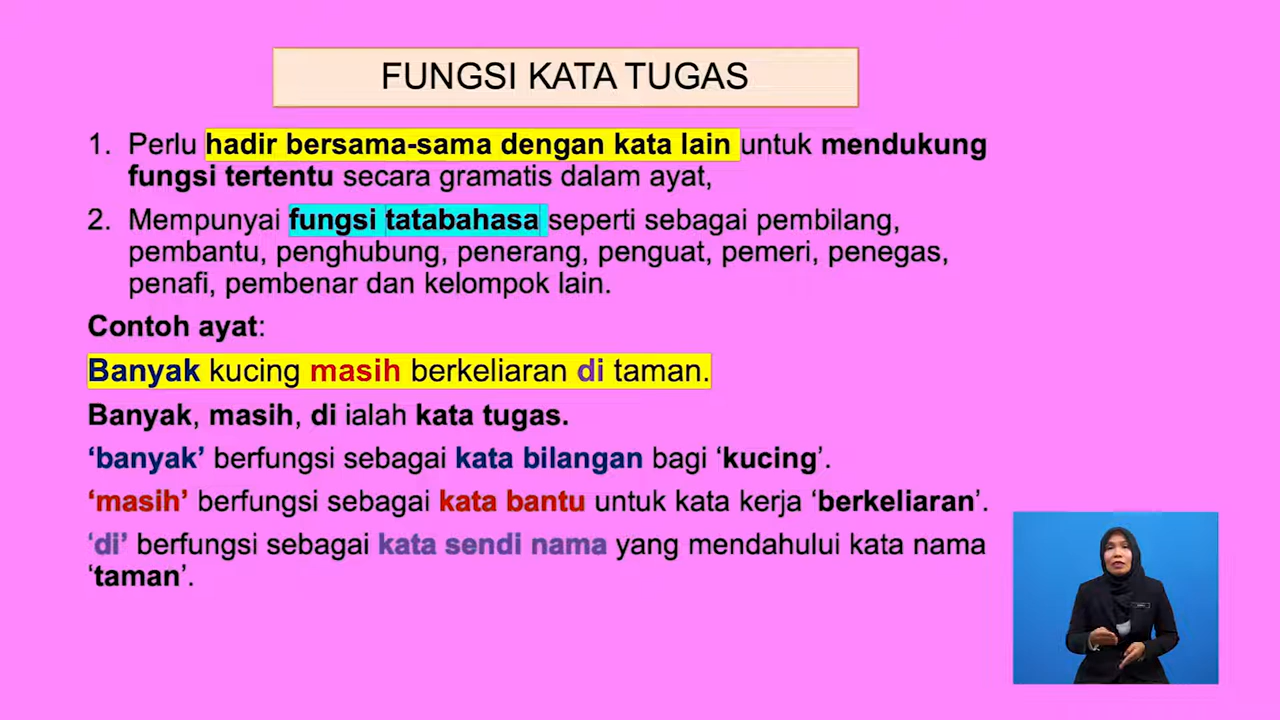 FUNGSI KATA TUGAS
1. Perlu hadir bersama-sama dengan kata lain untuk mendukung
fungsi tertentu secara gramatis dalam ayat,
2. Mempunyai fungsi tatabahasa seperti sebagai pembilang,
pembantu, penghubung, penerang, penguat, pemeri, penegas,
penafi, pembenar dan kelompok lain.
Contoh ayat:
Banyak kucing masih berkeliaran di taman.
Banyak, masih, di ialah kata tugas.
‘banyak’ berfungsi sebagai kata bilangan bagi ‘kucing’.
‘masih’ berfungsi sebagai kata bantu untuk kata kerja ‘berkeliaran’.
‘di’ berfungsi sebagai kata sendi nama yang mendahului kata nama
‘taman’.